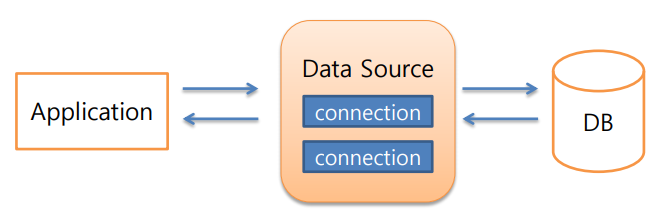 Application
Data Source
connection
connection
DB